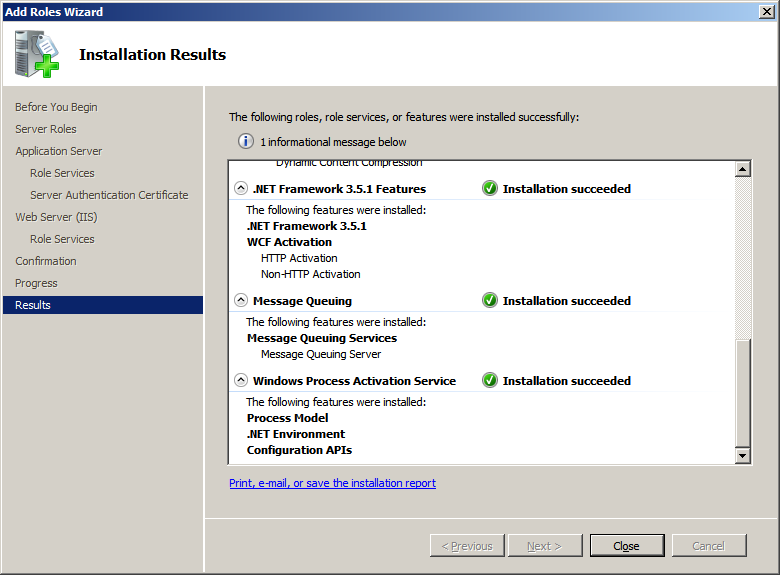 Add Roles Wizard
Installation Results
Before You Begin
Server Roles
Application Server
Role Services
Server Authentication Certificate
Web Server (IIS)
Role Services
Confirmation
Progress
Results
The following roles, role services, or features were installed successfully:
1 informational message below
Dynamic Content Compression
.NET Framework 3.5.1 Features Installation succeeded
The following features were installed:
.NET Framework 3.5.1
WCF Activation
HTTP Activation
Non-HTTP Activation
Message Queuing Installation succeeded
The following features were installed:
Message Queuing Services
Message Queuing Server
Windows Process Activation Service Installation succeeded
The following features were installed:
Process Model
.NET Environment
Configuration APIs
Print, e-mail, or save the installation report
< Previous Next > Close Cancel